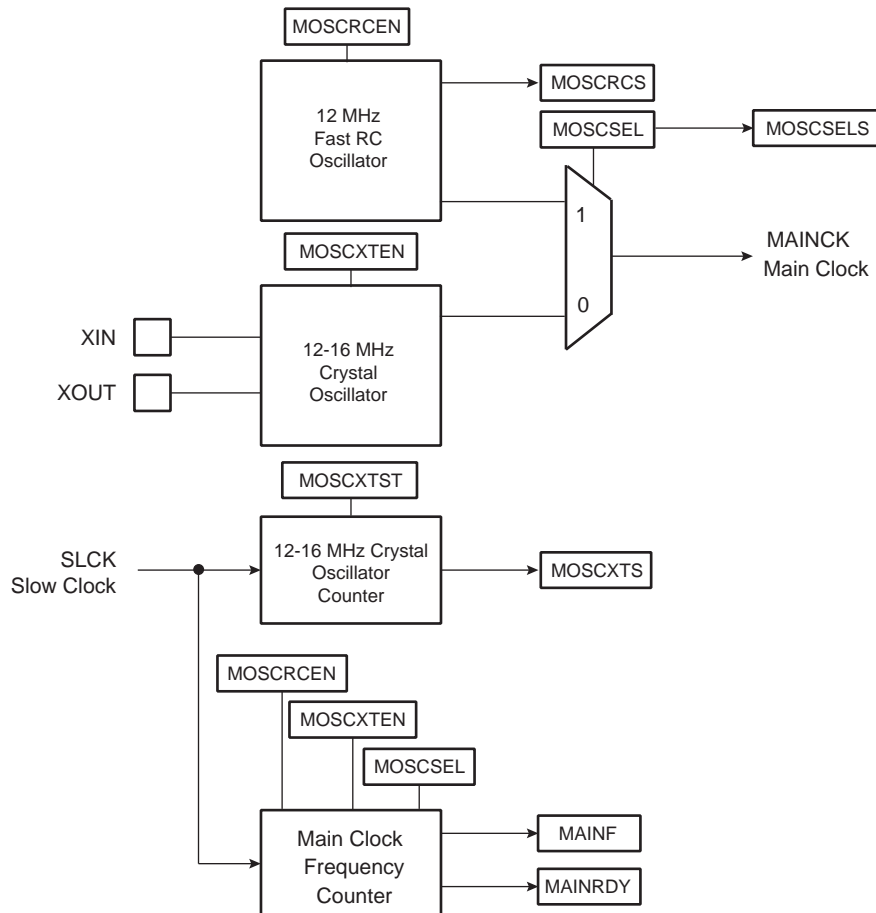 MOSCRCEN
12 MHz
Fast RC
Oscillator
MOSCRCS
MOSCSEL
MOSCSELS
1
0
MAINCK
Main Clock
MOSCXTEN
XIN
XOUT
12-16 MHz
Crystal
Oscillator
MOSCXTST
SLCK
Slow Clock
12-16 MHz Crystal
Oscillator
Counter
MOSCXTS
MOSCRCEN
MOSCXTEN
MOSCSEL
Main Clock
Frequency
Counter
MAINF
MAINRDY